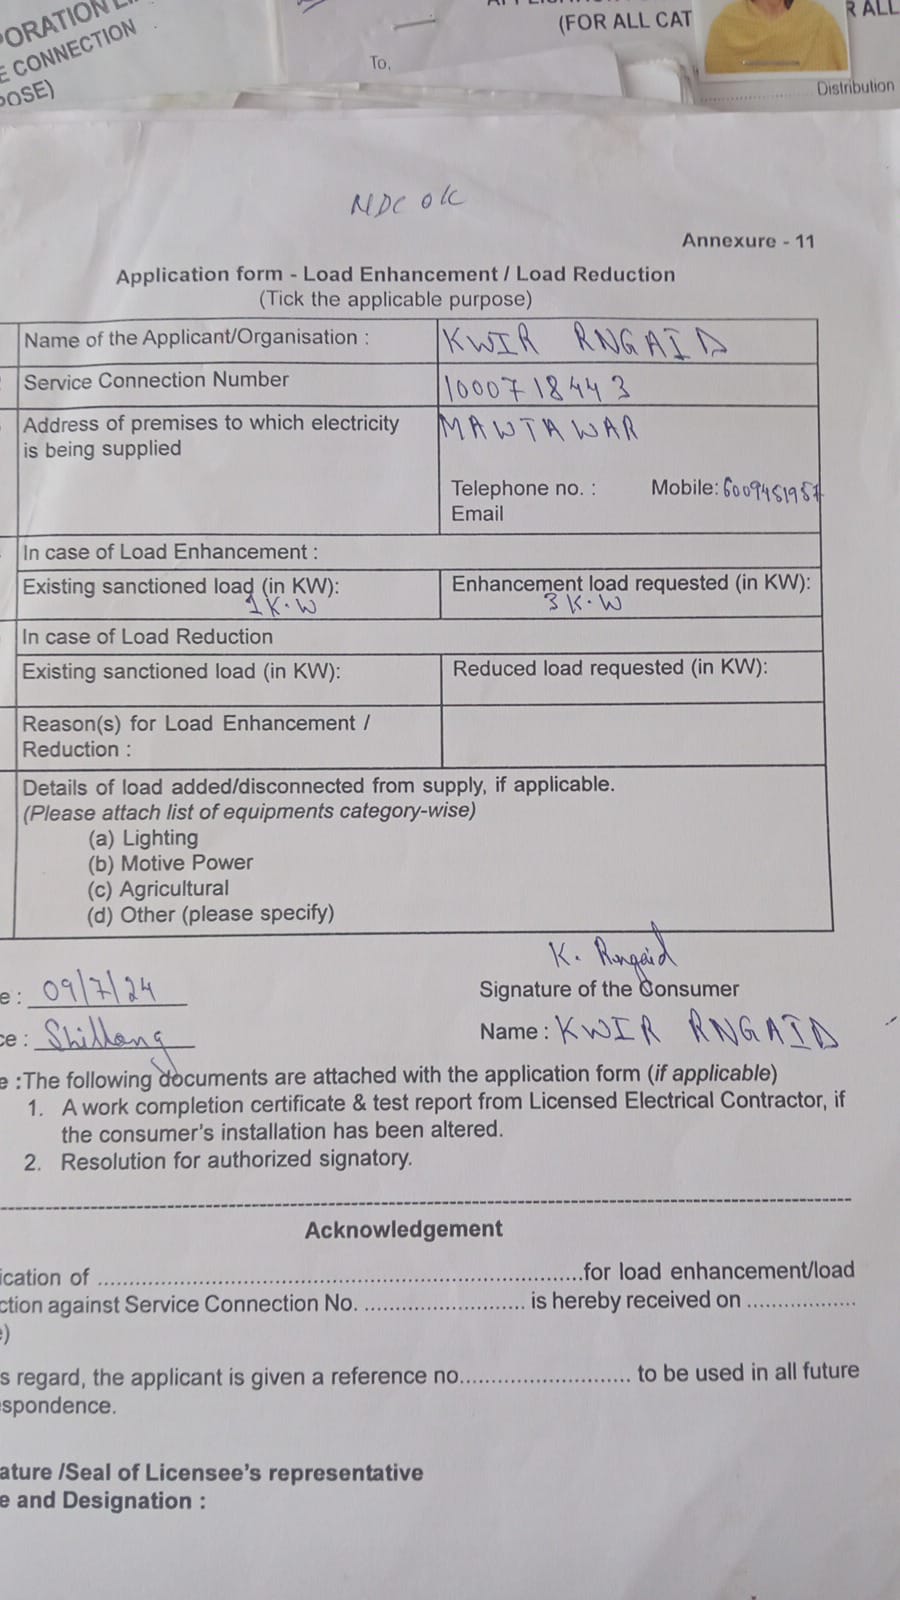 PORATION L
E CONNECTION
POSE)
(FOR ALL CAT
R ALL
To,
Distribution
NDC OK
Annexure - 11
Application form - Load Enhancement / Load Reduction
(Tick the applicable purpose)
Name of the Applicant/Organisation : KWIR RNGAID
Service Connection Number 1000718443
Address of premises to which electricity MAWTAWAR
is being supplied
Telephone no. : Mobile: 6009451957
Email
In case of Load Enhancement :
Existing sanctioned load (in KW): Enhancement load requested (in KW):
1 K.W 3 K.W
In case of Load Reduction
Existing sanctioned load (in KW): Reduced load requested (in KW):
Reason(s) for Load Enhancement /
Reduction :
Details of load added/disconnected from supply, if applicable.
(Please attach list of equipments category-wise)
(a) Lighting
(b) Motive Power
(c) Agricultural
(d) Other (please specify)
K. Rngaid
e : 09/7/24 Signature of the Consumer
ce : Shillong Name : KWIR RNGAID
e :The following documents are attached with the application form (if applicable)
1. A work completion certificate & test report from Licensed Electrical Contractor, if
the consumer's installation has been altered.
2. Resolution for authorized signatory.
Acknowledgement
ication of ........................................................................for load enhancement/load
ction against Service Connection No. .......................... is hereby received on ..................
e)
s regard, the applicant is given a reference no........................... to be used in all future
espondence.
ature /Seal of Licensee's representative
e and Designation :